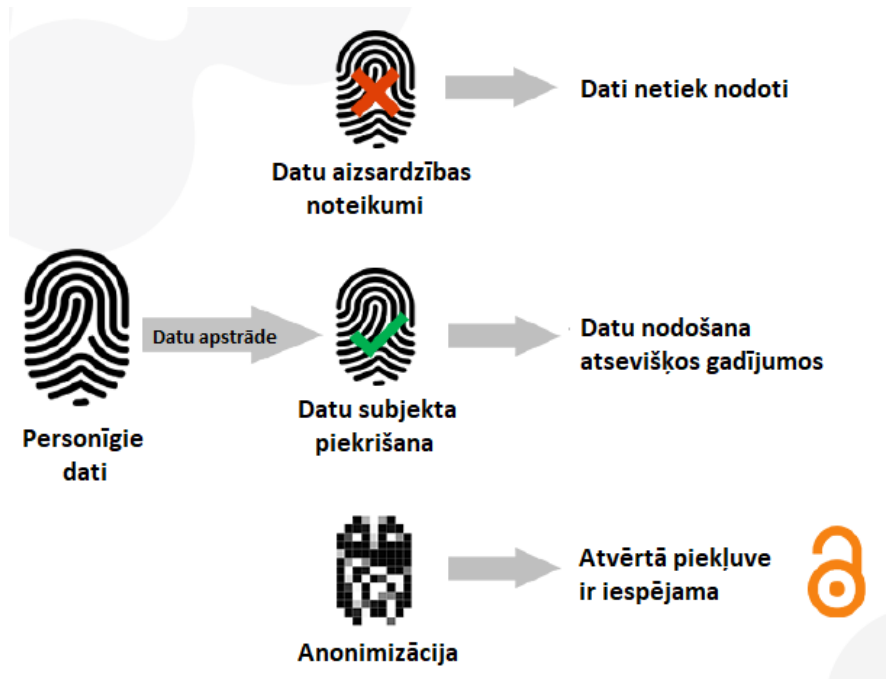 Dati netiek nodoti
Datu aizsardzības
noteikumi
Datu apstrāde
Datu nodošana
atsevišķos gadījumos
Personīgie
dati
Datu subjekta
piekrišana
Atvērtā piekļuve
ir iespējama
Anonimizācija